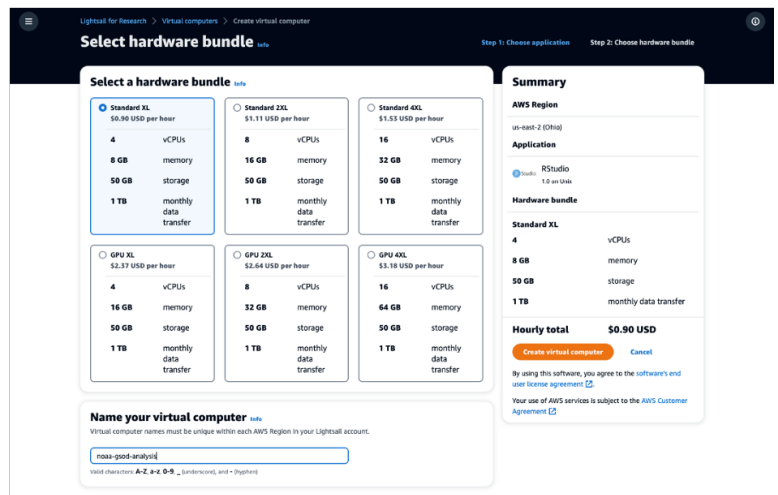 Lightsail for Research > Virtual computers > Create virtual computer
Select hardware bundle Info
Step 1: Choose application
Step 2: Choose hardware bundle
Select a hardware bundle Info
Standard XL
$0.90 USD per hour
4 vCPUs
8 GB memory
50 GB storage
1 TB monthly
data
transfer
Standard 2XL
$1.11 USD per hour
8 vCPUs
16 GB memory
50 GB storage
1 TB monthly
data
transfer
Standard 4XL
$1.53 USD per hour
16 vCPUs
32 GB memory
50 GB storage
1 TB monthly
data
transfer
GPU XL
$2.37 USD per hour
4 vCPUs
16 GB memory
50 GB storage
1 TB monthly
data
transfer
GPU 2XL
$2.64 USD per hour
8 vCPUs
32 GB memory
50 GB storage
1 TB monthly
data
transfer
GPU 4XL
$3.18 USD per hour
16 vCPUs
64 GB memory
50 GB storage
1 TB monthly
data
transfer
Name your virtual computer Info
Virtual computer names must be unique within each AWS Region in your Lightsail account.
noaa-gsod-analysis
Valid characters: A-Z, a-z, 0-9, _ (underscore), and - (hyphen)
Summary
AWS Region
us-east-2 (Ohio)
Application
R Studio
RStudio
1.0 on Unix
Hardware bundle
Standard XL
4 vCPUs
8 GB memory
50 GB storage
1 TB monthly data transfer
Hourly total $0.90 USD
Create virtual computer Cancel
By using this software, you agree to the software's end
user license agreement
Your use of AWS services is subject to the AWS Customer
Agreement